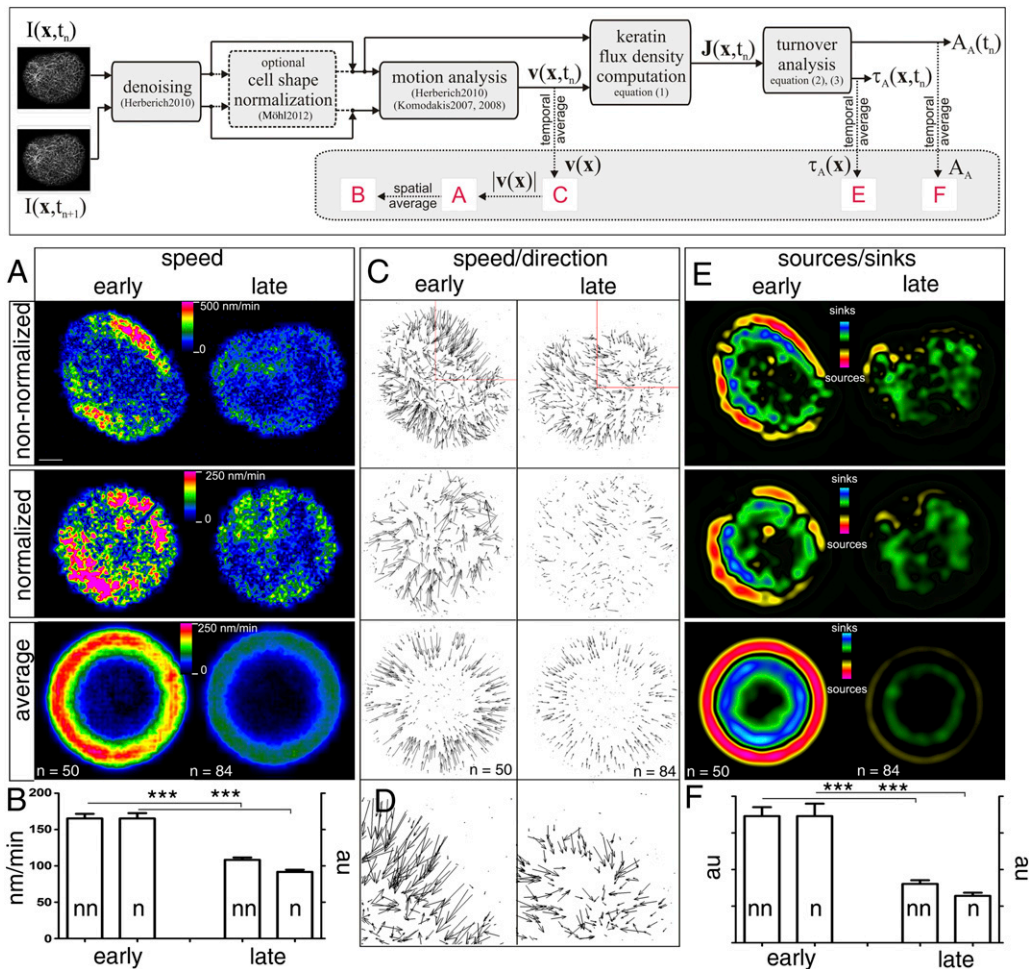 I(x,tn)
I(x,tn+1)
denoising
(Herberich2010)
optional
cell shape
normalization
(Möhl2012)
motion analysis
(Herberich2010)
(Komodakis2007, 2008)
v(x,tn)
keratin
flux density
computation
equation (1)
J(x,tn)
turnover
analysis
equation (2), (3)
AA(tn)
τA(x,tn)
temporal
average
temporal
average
temporal
average
v(x)
τA(x)
AA
B
spatial
average
A
|v(x)|
C
E
F
A
speed
early
late
non-normalized
500 nm/min
0
normalized
250 nm/min
0
average
250 nm/min
0
n = 50
n = 84
B
nm/min
200
150
100
50
0
***
***
nn
n
nn
n
au
early
late
C
speed/direction
early
late
n = 50
n = 84
D
E
sources/sinks
early
late
sinks
sources
sinks
sources
sinks
sources
n = 50
n = 84
F
au
***
***
nn
n
nn
n
au
early
late